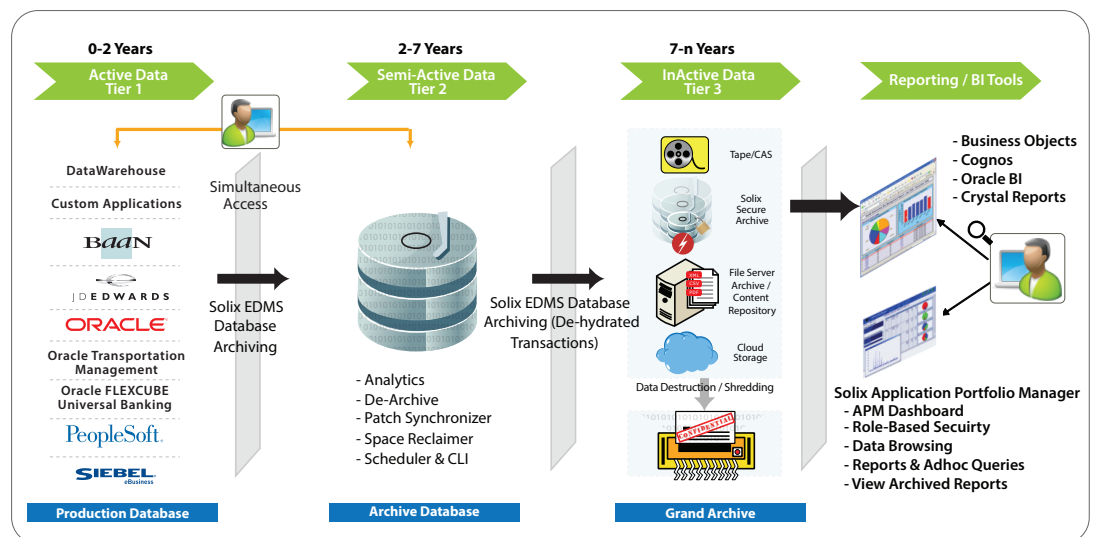 0-2 Years
Active Data
Tier 1
2-7 Years
Semi-Active Data
Tier 2
7-n Years
InActive Data
Tier 3
Reporting / BI Tools
DataWarehouse
Custom Applications
BaaN
JDEDWARDS
ORACLE
Oracle Transportation
Management
Oracle FLEXCUBE
Universal Banking
PeopleSoft.
SIEBEL
eBusiness
Production Database
Simultaneous
Access
Solix EDMS
Database
Archiving
- Analytics
- De-Archive
- Patch Synchronizer
- Space Reclaimer
- Scheduler & CLI
Archive Database
Solix EDMS Database
Archiving (De-hydrated
Transactions)
Tape/CAS
Solix
Secure
Archive
XML
CSV
PDF
File Server
Archive /
Content
Repository
Cloud
Storage
Data Destruction / Shredding
CONFIDENTIAL
Grand Archive
- Business Objects
- Cognos
- Oracle BI
- Crystal Reports
Solix Application Portfolio Manager
- APM Dashboard
- Role-Based Secuirty
- Data Browsing
- Reports & Adhoc Queries
- View Archived Reports